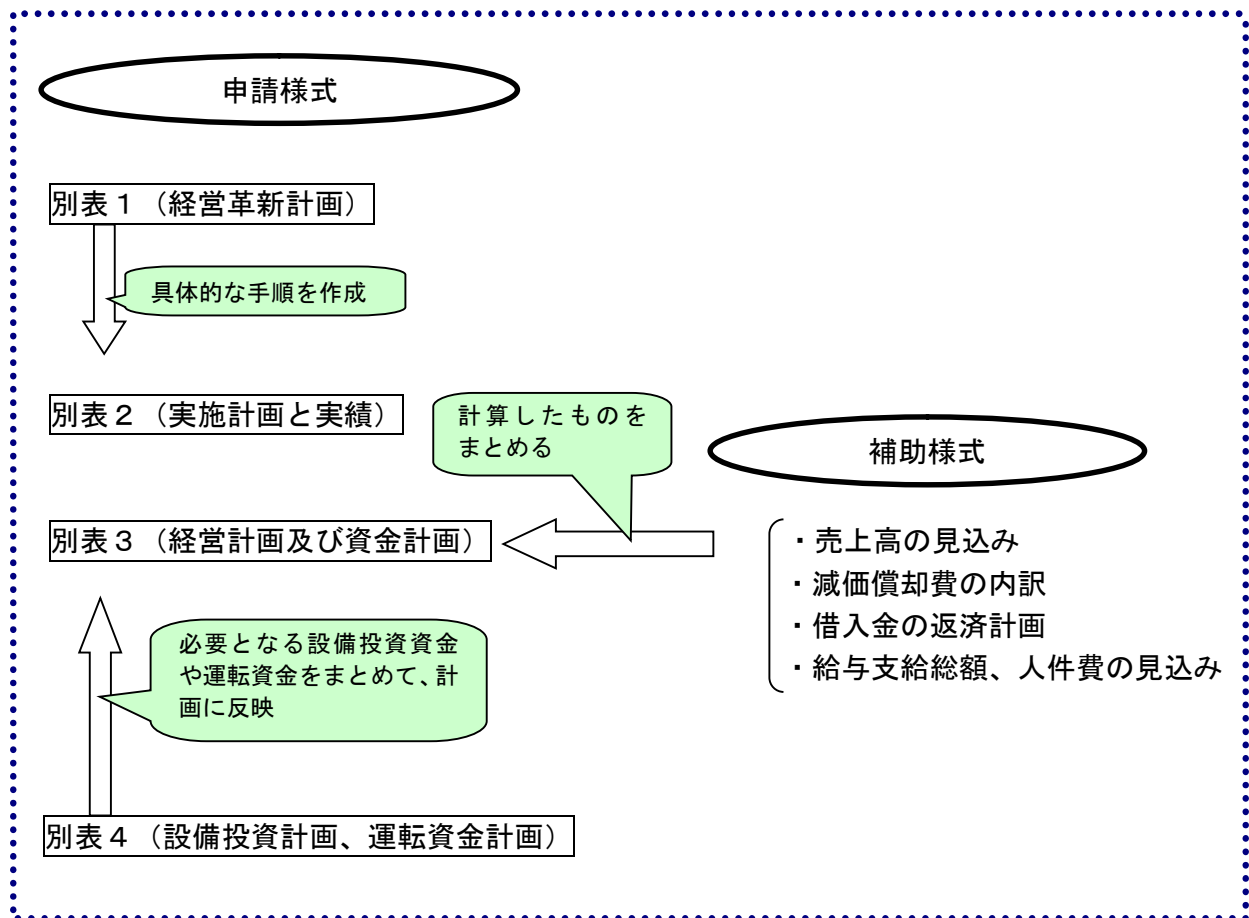 申請様式
別表１（経営革新計画）
具体的な手順を作成
別表２（実施計画と実績）
計算したものを
まとめる
補助様式
別表３（経営計画及び資金計画）
・売上高の見込み
・減価償却費の内訳
・借入金の返済計画
・給与支給総額、人件費の見込み
必要となる設備投資資金
や運転資金をまとめて、計
画に反映
別表４（設備投資計画、運転資金計画）